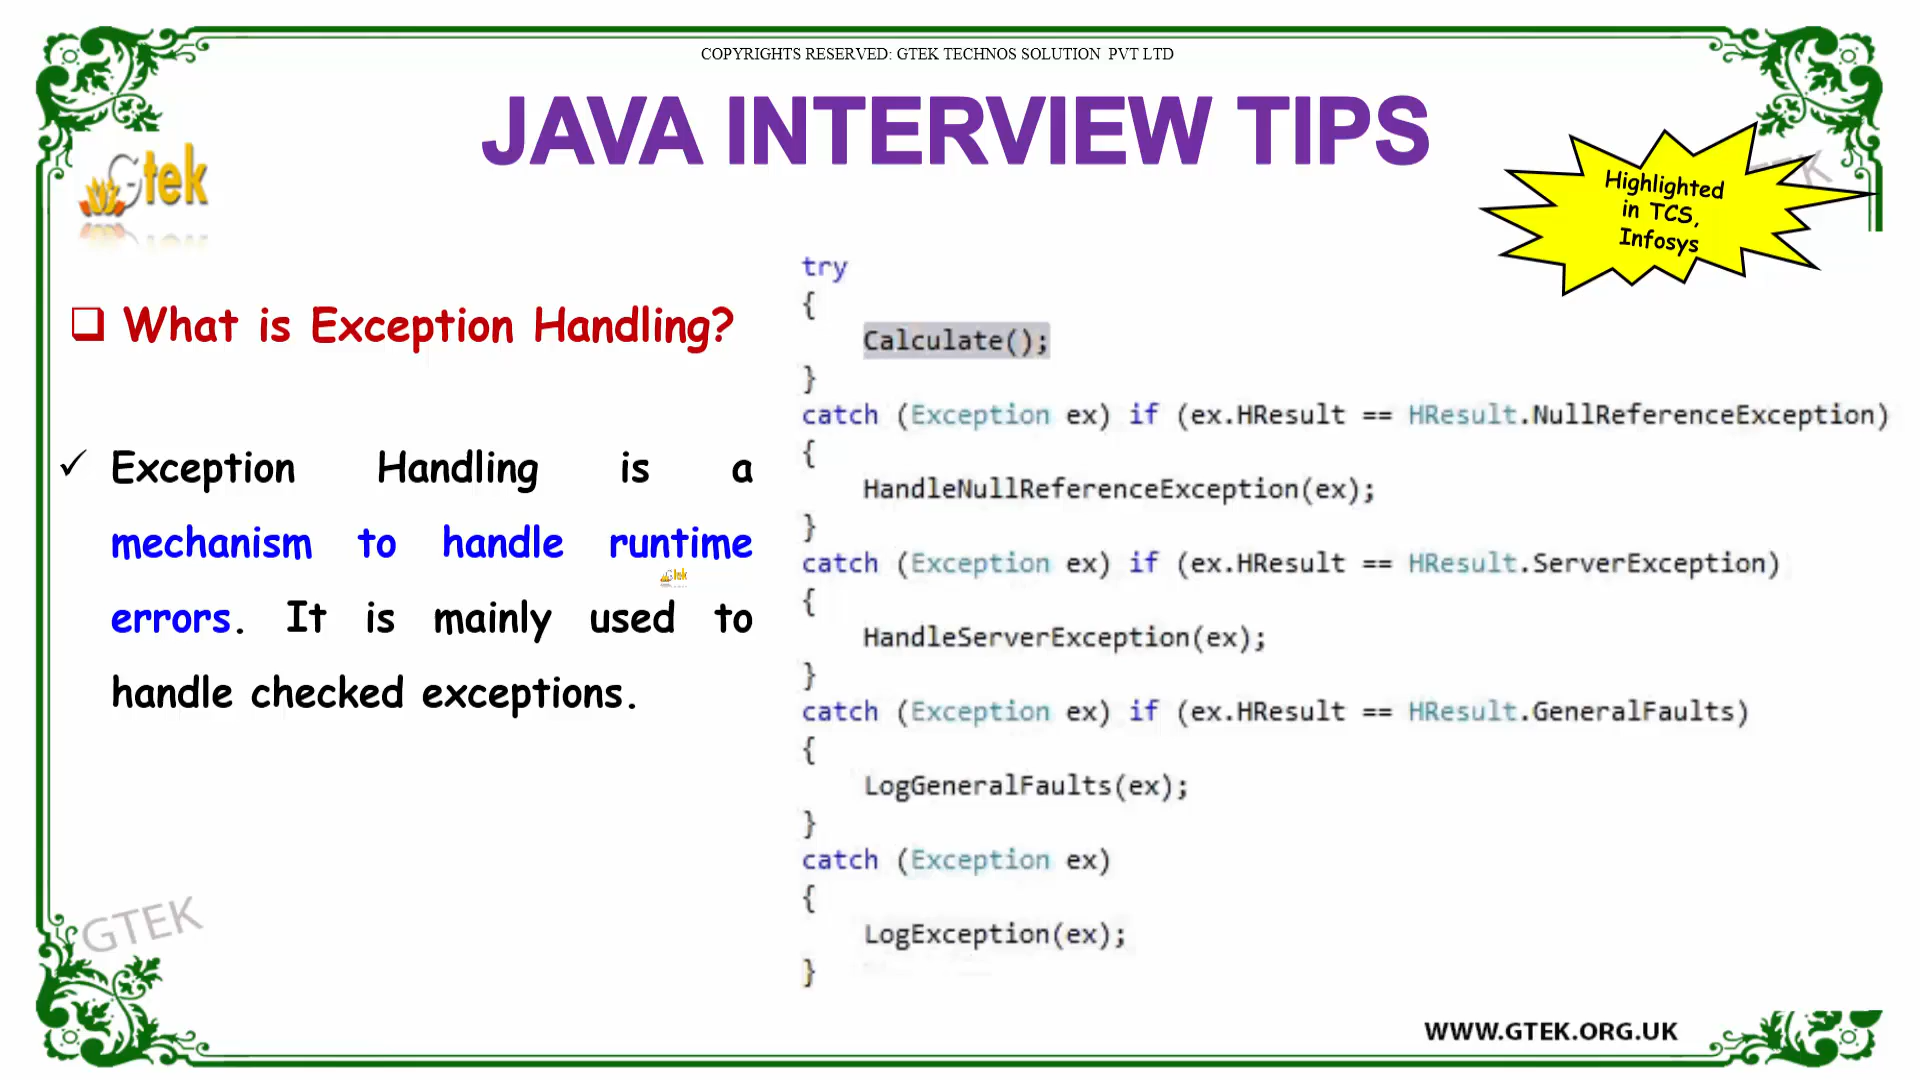 COPYRIGHTS RESERVED: GTEK TECHNOS SOLUTION PVT LTD
JAVA INTERVIEW TIPS
Gtek
Highlighted
in TCS,
Infosys
What is Exception Handling?
Exception Handling is a
mechanism to handle runtime
errors. It is mainly used to
handle checked exceptions.
Gtek
try
{
Calculate();
}
catch (Exception ex) if (ex.HResult == HResult.NullReferenceException)
{
HandleNullReferenceException(ex);
}
catch (Exception ex) if (ex.HResult == HResult.ServerException)
{
HandleServerException(ex);
}
catch (Exception ex) if (ex.HResult == HResult.GeneralFaults)
{
LogGeneralFaults(ex);
}
catch (Exception ex)
{
LogException(ex);
}
GTEK
WWW.GTEK.ORG.UK